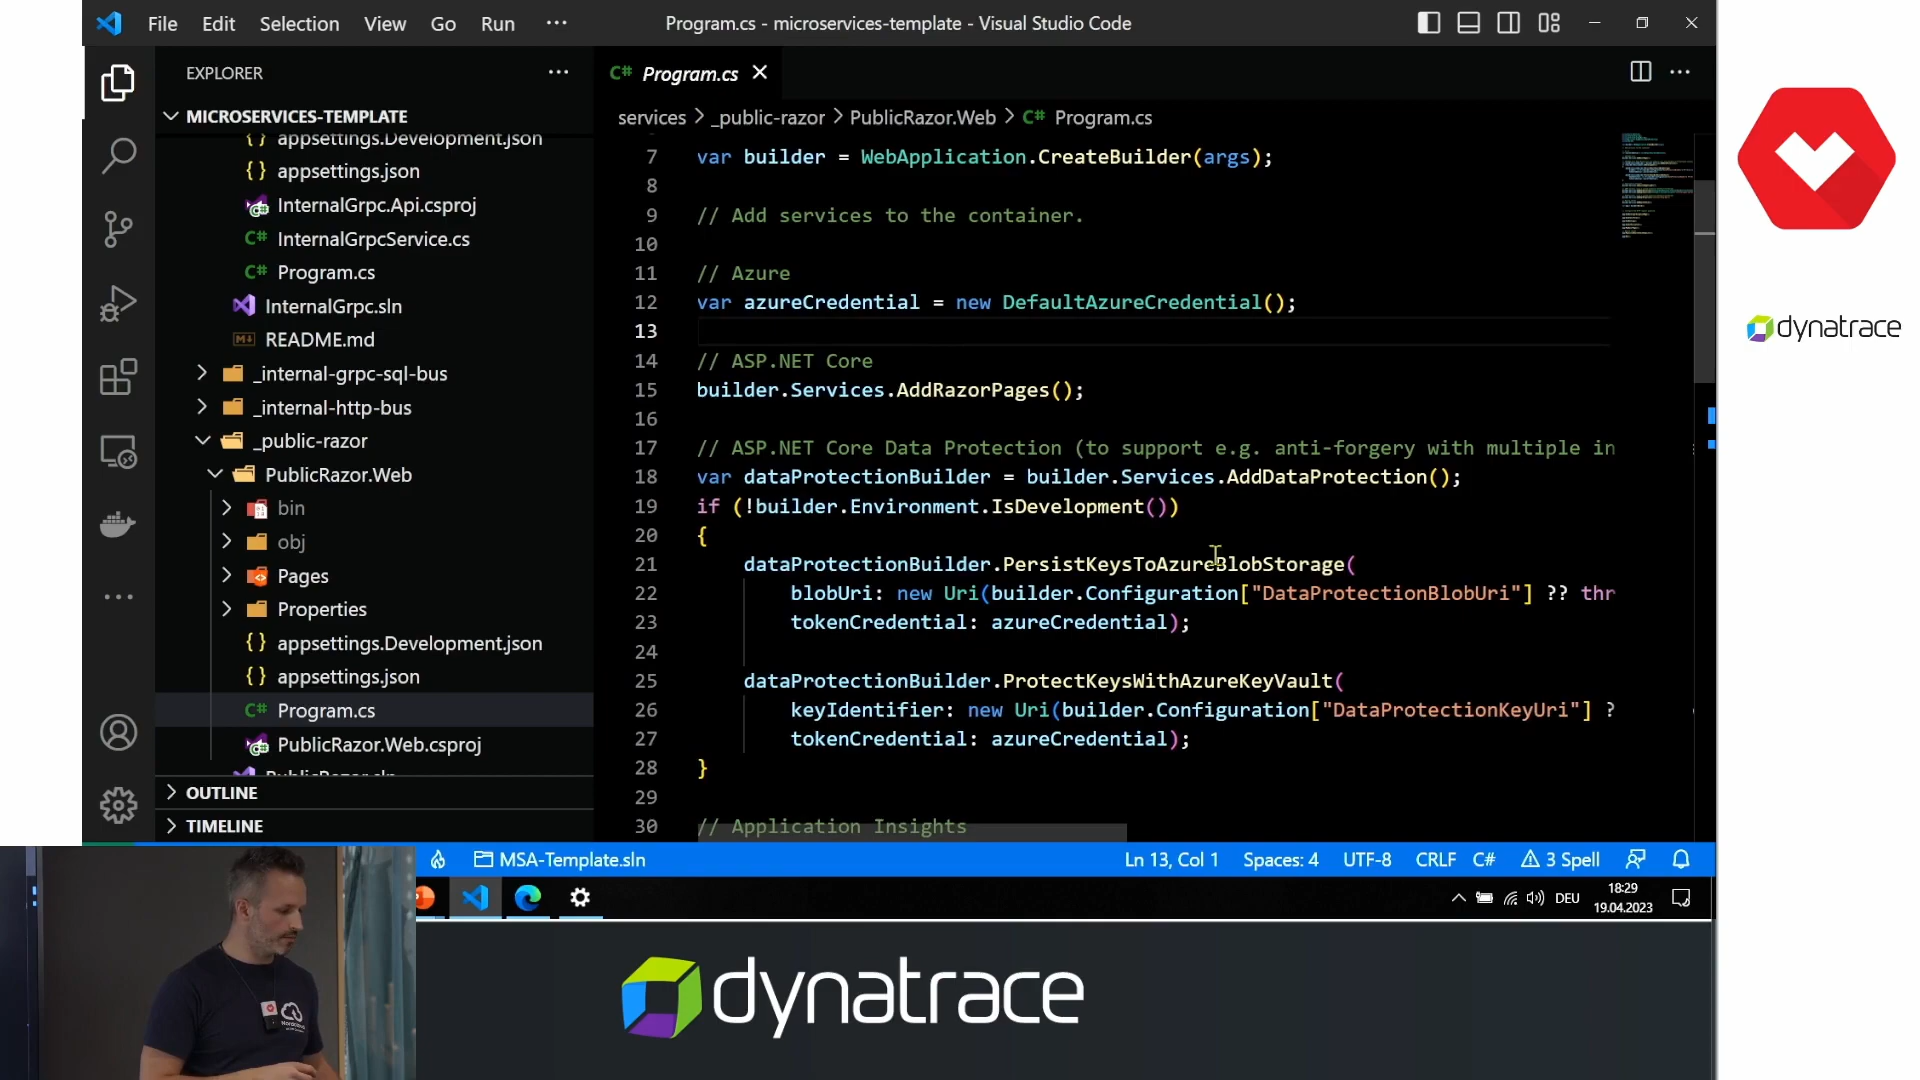 File Edit Selection View Go Run ···
Program.cs - microservices-template - Visual Studio Code
EXPLORER
MICROSERVICES-TEMPLATE
appsettings.Development.json
appsettings.json
InternalGrpc.Api.csproj
InternalGrpcService.cs
Program.cs
InternalGrpc.sln
README.md
_internal-grpc-sql-bus
_internal-http-bus
_public-razor
PublicRazor.Web
bin
obj
Pages
Properties
appsettings.Development.json
appsettings.json
Program.cs
PublicRazor.Web.csproj
PublicRazor.sln
OUTLINE
TIMELINE
C# Program.cs
services > _public-razor > PublicRazor.Web > C# Program.cs
7 var builder = WebApplication.CreateBuilder(args);
8
9 // Add services to the container.
10
11 // Azure
12 var azureCredential = new DefaultAzureCredential();
13
14 // ASP.NET Core
15 builder.Services.AddRazorPages();
16
17 // ASP.NET Core Data Protection (to support e.g. anti-forgery with multiple in
18 var dataProtectionBuilder = builder.Services.AddDataProtection();
19 if (!builder.Environment.IsDevelopment())
20 {
21 dataProtectionBuilder.PersistKeysToAzureBlobStorage(
22 blobUri: new Uri(builder.Configuration["DataProtectionBlobUri"] ?? thr
23 tokenCredential: azureCredential);
24
25 dataProtectionBuilder.ProtectKeysWithAzureKeyVault(
26 keyIdentifier: new Uri(builder.Configuration["DataProtectionKeyUri"] ?
27 tokenCredential: azureCredential);
28 }
29
30 // Application Insights
MSA-Template.sln
Ln 13, Col 1 Spaces: 4 UTF-8 CRLF C# 3 Spell
DEU
18:29
19.04.2023
dynatrace
dynatrace